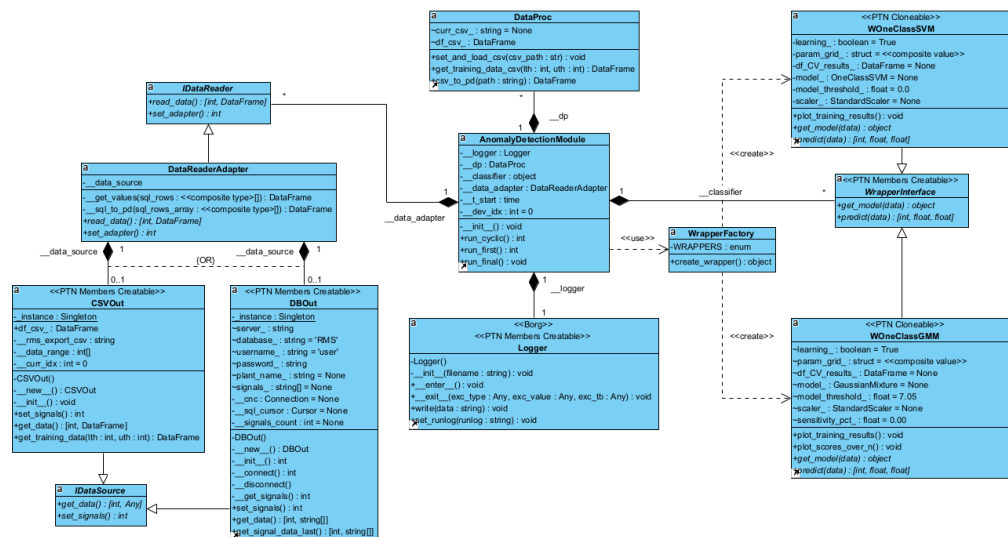 a
DataProc
~curr_csv_ : string = None
~df_csv_ : DataFrame
+set_and_load_csv(csv_path : str) : void
+get_training_data_csv(lth : int, uth : int) : DataFrame
+csv_to_pd(path : string) : DataFrame
*
__dp
1
a
<<PTN Cloneable>>
WOneClassSVM
-learning_ : boolean = True
-param_grid_ : struct = <<composite value>>
-df_CV_results_ : DataFrame = None
-model_ : OneClassSVM = None
-model_threshold_ : float = 0.0
-scaler_ : StandardScaler = None
+plot_training_results() : void
+get_model(data) : object
+predict(data) : [int, float, float]
a
IDataReader
+read_data() : [int, DataFrame]
+set_adapter() : int
*
1
__data_adapter
a
AnomalyDetectionModule
-__logger : Logger
-__dp : DataProc
-__classifier : object
-__data_adapter : DataReaderAdapter
-__t_start : time
-__dev_idx : int = 0
-__init__() : void
+run_cyclic() : int
+run_first() : int
+run_final() : void
1
__classifier
*
<<create>>
a
<<PTN Members Creatable>>
WrapperInterface
+get_model(data) : object
+predict(data) : [int, float, float]
a
DataReaderAdapter
-__data_source
-__get_values(sql_rows : <<composite type>>[]) : DataFrame
-__sql_to_pd(sql_rows_array : <<composite type>>[]) : DataFrame
+read_data() : [int, DataFrame]
+set_adapter() : int
<<use>>
a
WrapperFactory
-WRAPPERS : enum
+create_wrapper() : object
__data_source
1
__data_source
1
{OR}
0..1
0..1
a
<<PTN Members Creatable>>
CSVOut
-_instance : Singleton
+df_csv_ : DataFrame
-__rms_export_csv : string
-__data_range : int[]
-__curr_idx : int = 0
-CSVOut()
-__new__() : CSVOut
-__init__() : void
+set_signals() : int
+get_data() : [int, DataFrame]
+get_training_data(lth : int, uth : int) : DataFrame
a
<<PTN Members Creatable>>
DBOut
-_instance : Singleton
~server_ : string
~database_ : string = 'RMS'
~username_ : string = 'user'
~password_ : string
~plant_name_ : string = None
~signals_ : string[] = None
-__cnc : Connection = None
-__sql_cursor : Cursor = None
-__signals_count : int = None
-DBOut()
-__new__() : DBOut
-__init__() : int
-__connect() : int
-__disconnect()
-__get_signals() : int
+set_signals() : int
+get_data() : [int, string[]]
+get_signal_data_last() : [int, string[]]
1
__logger
1
a
<<Borg>>
<<PTN Members Creatable>>
Logger
-Logger()
-__init__(filename : string) : void
+__enter__() : void
+__exit__(exc_type : Any, exc_value : Any, exc_tb : Any) : void
+write(data : string) : void
+set_runlog(runlog : string) : void
<<create>>
a
<<PTN Cloneable>>
WOneClassGMM
~learning_ : boolean = True
~param_grid_ : struct = <<composite value>>
~df_CV_results_ : DataFrame = None
~model_ : GaussianMixture = None
~model_threshold_ : float = 7.05
~scaler_ : StandardScaler = None
~sensitivity_pct_ : float = 0.00
+plot_training_results() : void
+plot_scores_over_n() : void
+get_model(data) : object
+predict(data) : [int, float, float]
a
IDataSource
+get_data() : [int, Any]
+set_signals() : int